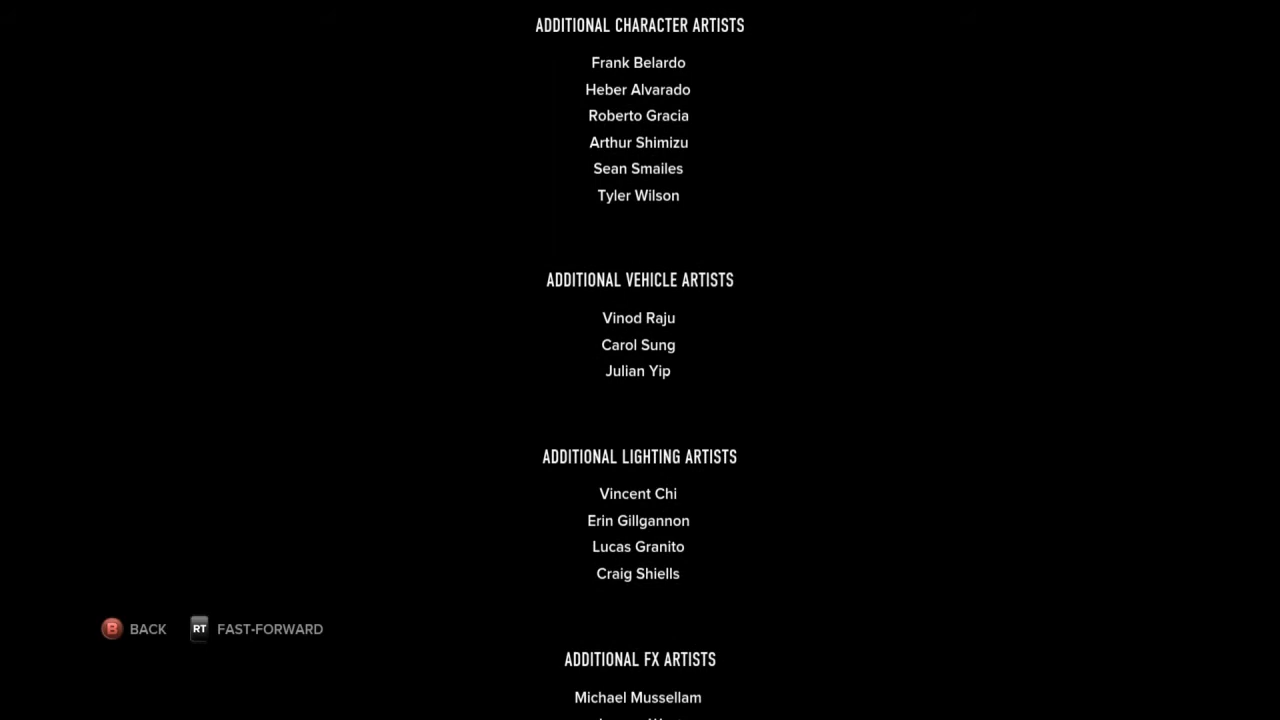 ADDITIONAL CHARACTER ARTISTS
Frank Belardo
Heber Alvarado
Roberto Gracia
Arthur Shimizu
Sean Smailes
Tyler Wilson
ADDITIONAL VEHICLE ARTISTS
Vinod Raju
Carol Sung
Julian Yip
ADDITIONAL LIGHTING ARTISTS
Vincent Chi
Erin Gillgannon
Lucas Granito
Craig Shiells
B BACK RT FAST-FORWARD
ADDITIONAL FX ARTISTS
Michael Mussellam